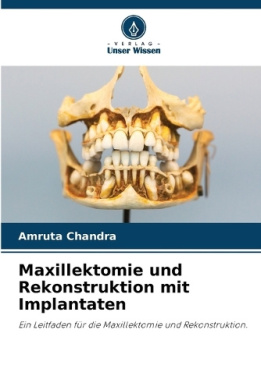 VERLAG
Unser Wissen
Amruta Chandra
Maxillektomie und
Rekonstruktion mit
Implantaten
Ein Leitfaden für die Maxillektomie und Rekonstruktion.